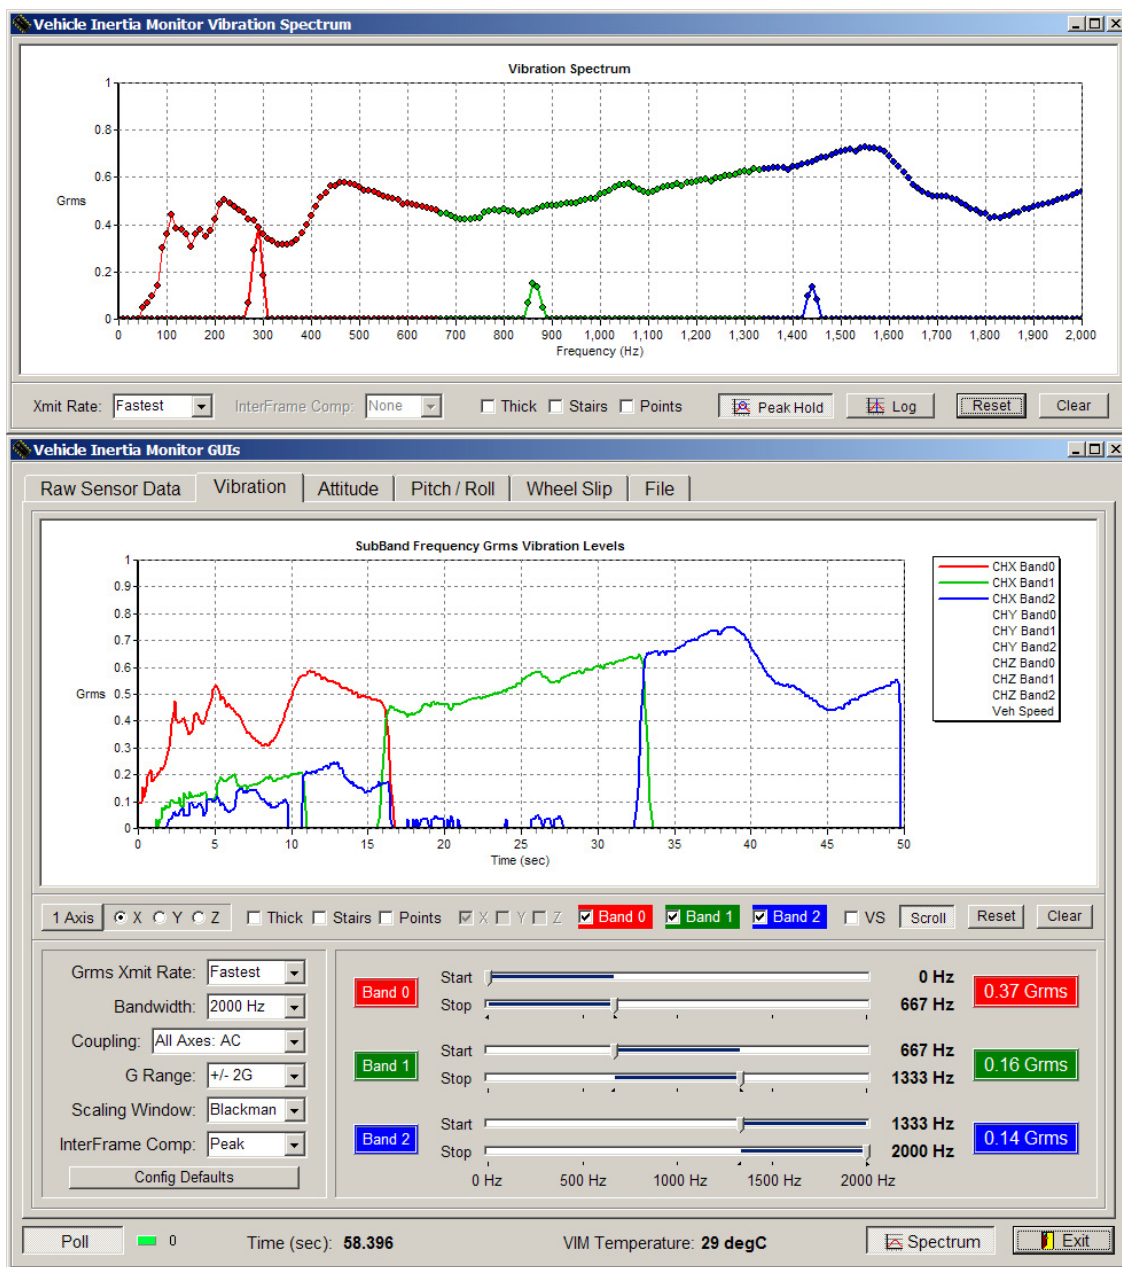 Vehicle Inertia Monitor Vibration Spectrum
Vibration Spectrum
1
0.8
0.6
Grms
0.4
0.2
0
0 100 200 300 400 500 600 700 800 900 1,000 1,100 1,200 1,300 1,400 1,500 1,600 1,700 1,800 1,900 2,000
Frequency (Hz)
Xmit Rate: Fastest InterFrame Comp: None Thick Stairs Points Peak Hold Log Reset Clear
Vehicle Inertia Monitor GUIs
Raw Sensor Data Vibration Attitude Pitch / Roll Wheel Slip File
SubBand Frequency Grms Vibration Levels
1
0.9
0.8
0.7
0.6
Grms
0.5
0.4
0.3
0.2
0.1
0
0 5 10 15 20 25 30 35 40 45 50
Time (sec)
CHX Band0
CHX Band1
CHX Band2
CHY Band0
CHY Band1
CHY Band2
CHZ Band0
CHZ Band1
CHZ Band2
Veh Speed
1 Axis X Y Z Thick Stairs Points X Y Z Band 0 Band 1 Band 2 VS Scroll Reset Clear
Grms Xmit Rate: Fastest
Bandwidth: 2000 Hz
Coupling: All Axes: AC
G Range: +/- 2G
Scaling Window: Blackman
InterFrame Comp: Peak
Config Defaults
Band 0 Start 0 Hz 0.37 Grms
Stop 667 Hz
Band 1 Start 667 Hz 0.16 Grms
Stop 1333 Hz
Band 2 Start 1333 Hz 0.14 Grms
Stop 2000 Hz
0 Hz 500 Hz 1000 Hz 1500 Hz 2000 Hz
Poll 0 Time (sec): 58.396 VIM Temperature: 29 degC Spectrum Exit